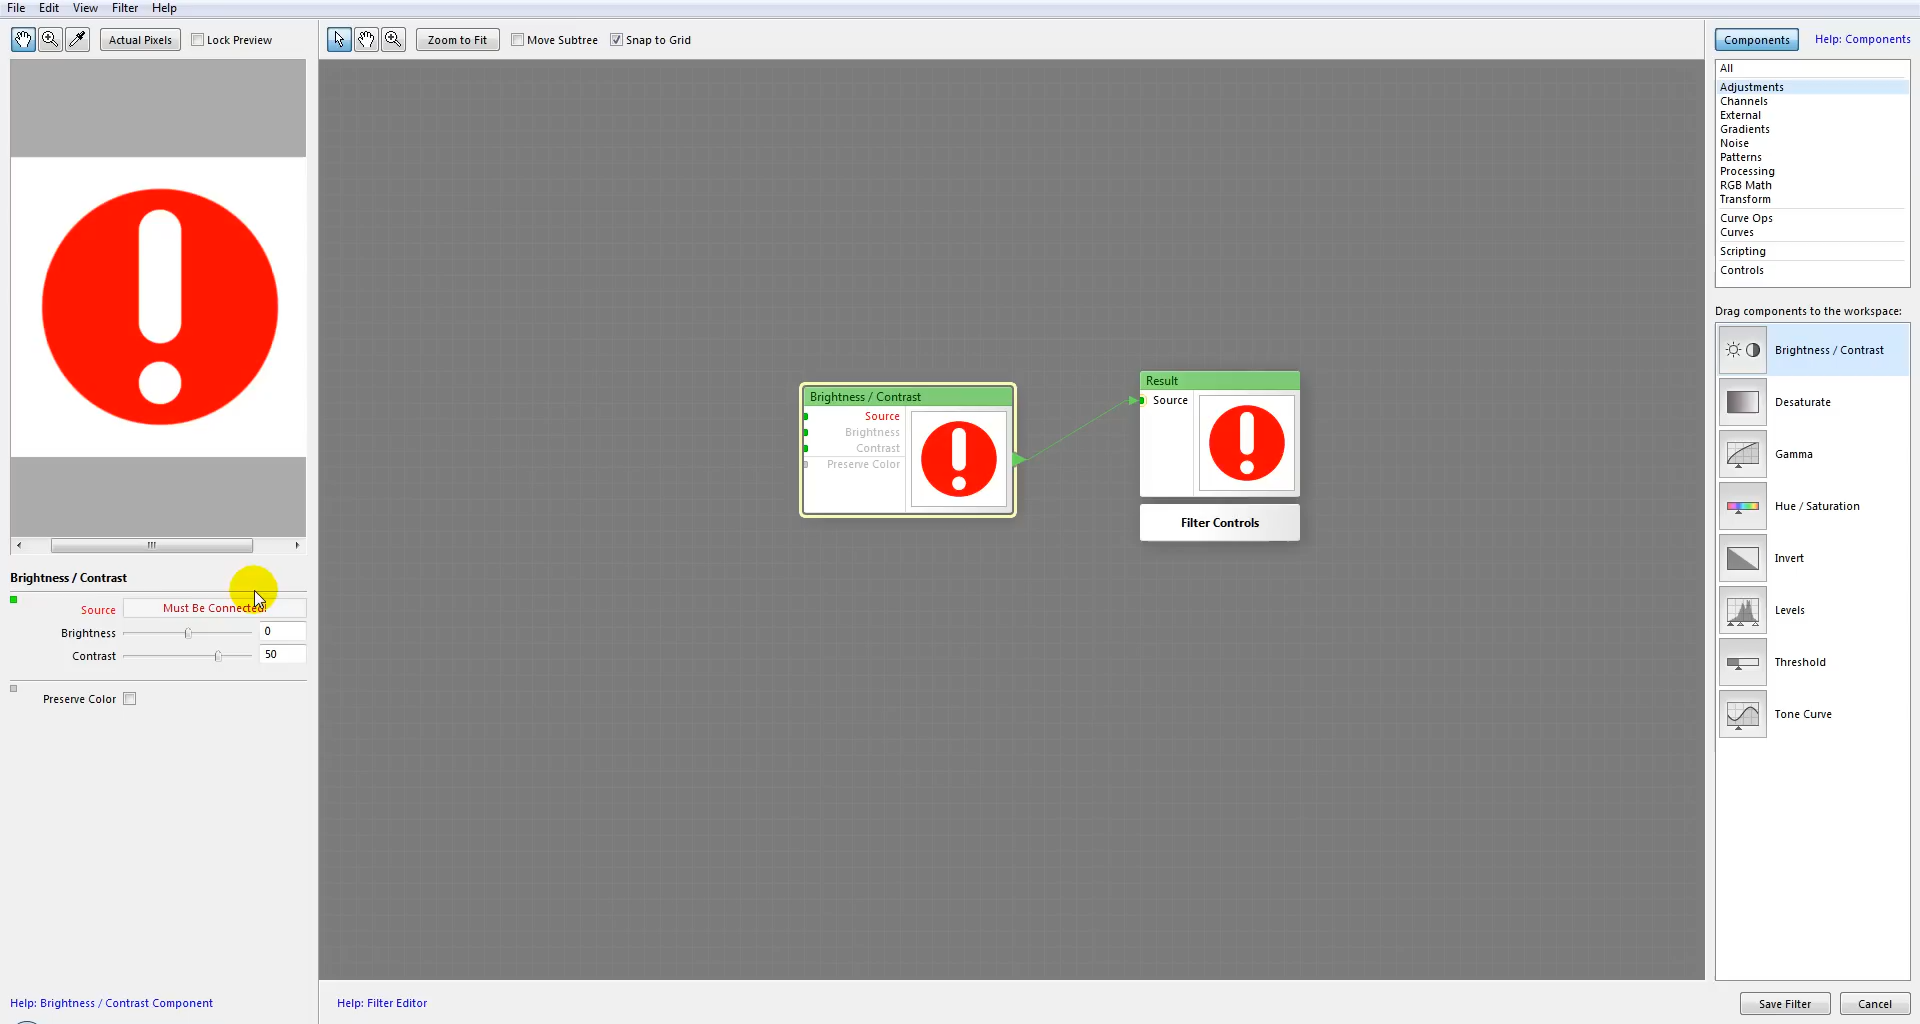 File Edit View Filter Help
Actual Pixels Lock Preview Zoom to Fit Move Subtree Snap to Grid Components Help: Components
All
Adjustments
Channels
External
Gradients
Noise
Patterns
Processing
RGB Math
Transform
Curve Ops
Curves
Scripting
Controls
Drag components to the workspace:
Brightness / Contrast
Desaturate
Gamma
Hue / Saturation
Invert
Levels
Threshold
Tone Curve
Brightness / Contrast
Source
Brightness
Contrast
Preserve Color
Result
Source
Filter Controls
Brightness / Contrast
Source Must Be Connected!
Brightness 0
Contrast 50
Preserve Color
Help: Brightness / Contrast Component
Help: Filter Editor
Save Filter Cancel